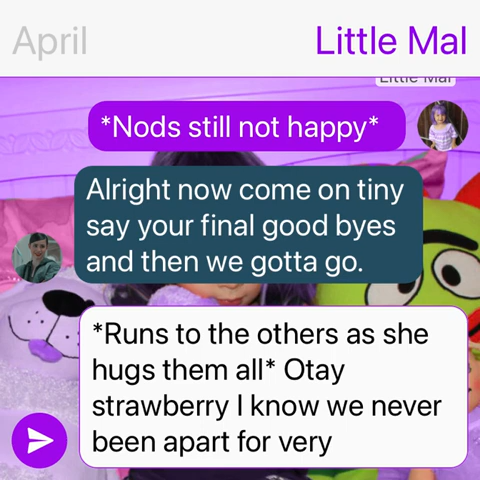 April
Little Mal
Little Mal
*Nods still not happy*
Alright now come on tiny
say your final good byes
and then we gotta go.
*Runs to the others as she
hugs them all* Otay
strawberry I know we never
been apart for very